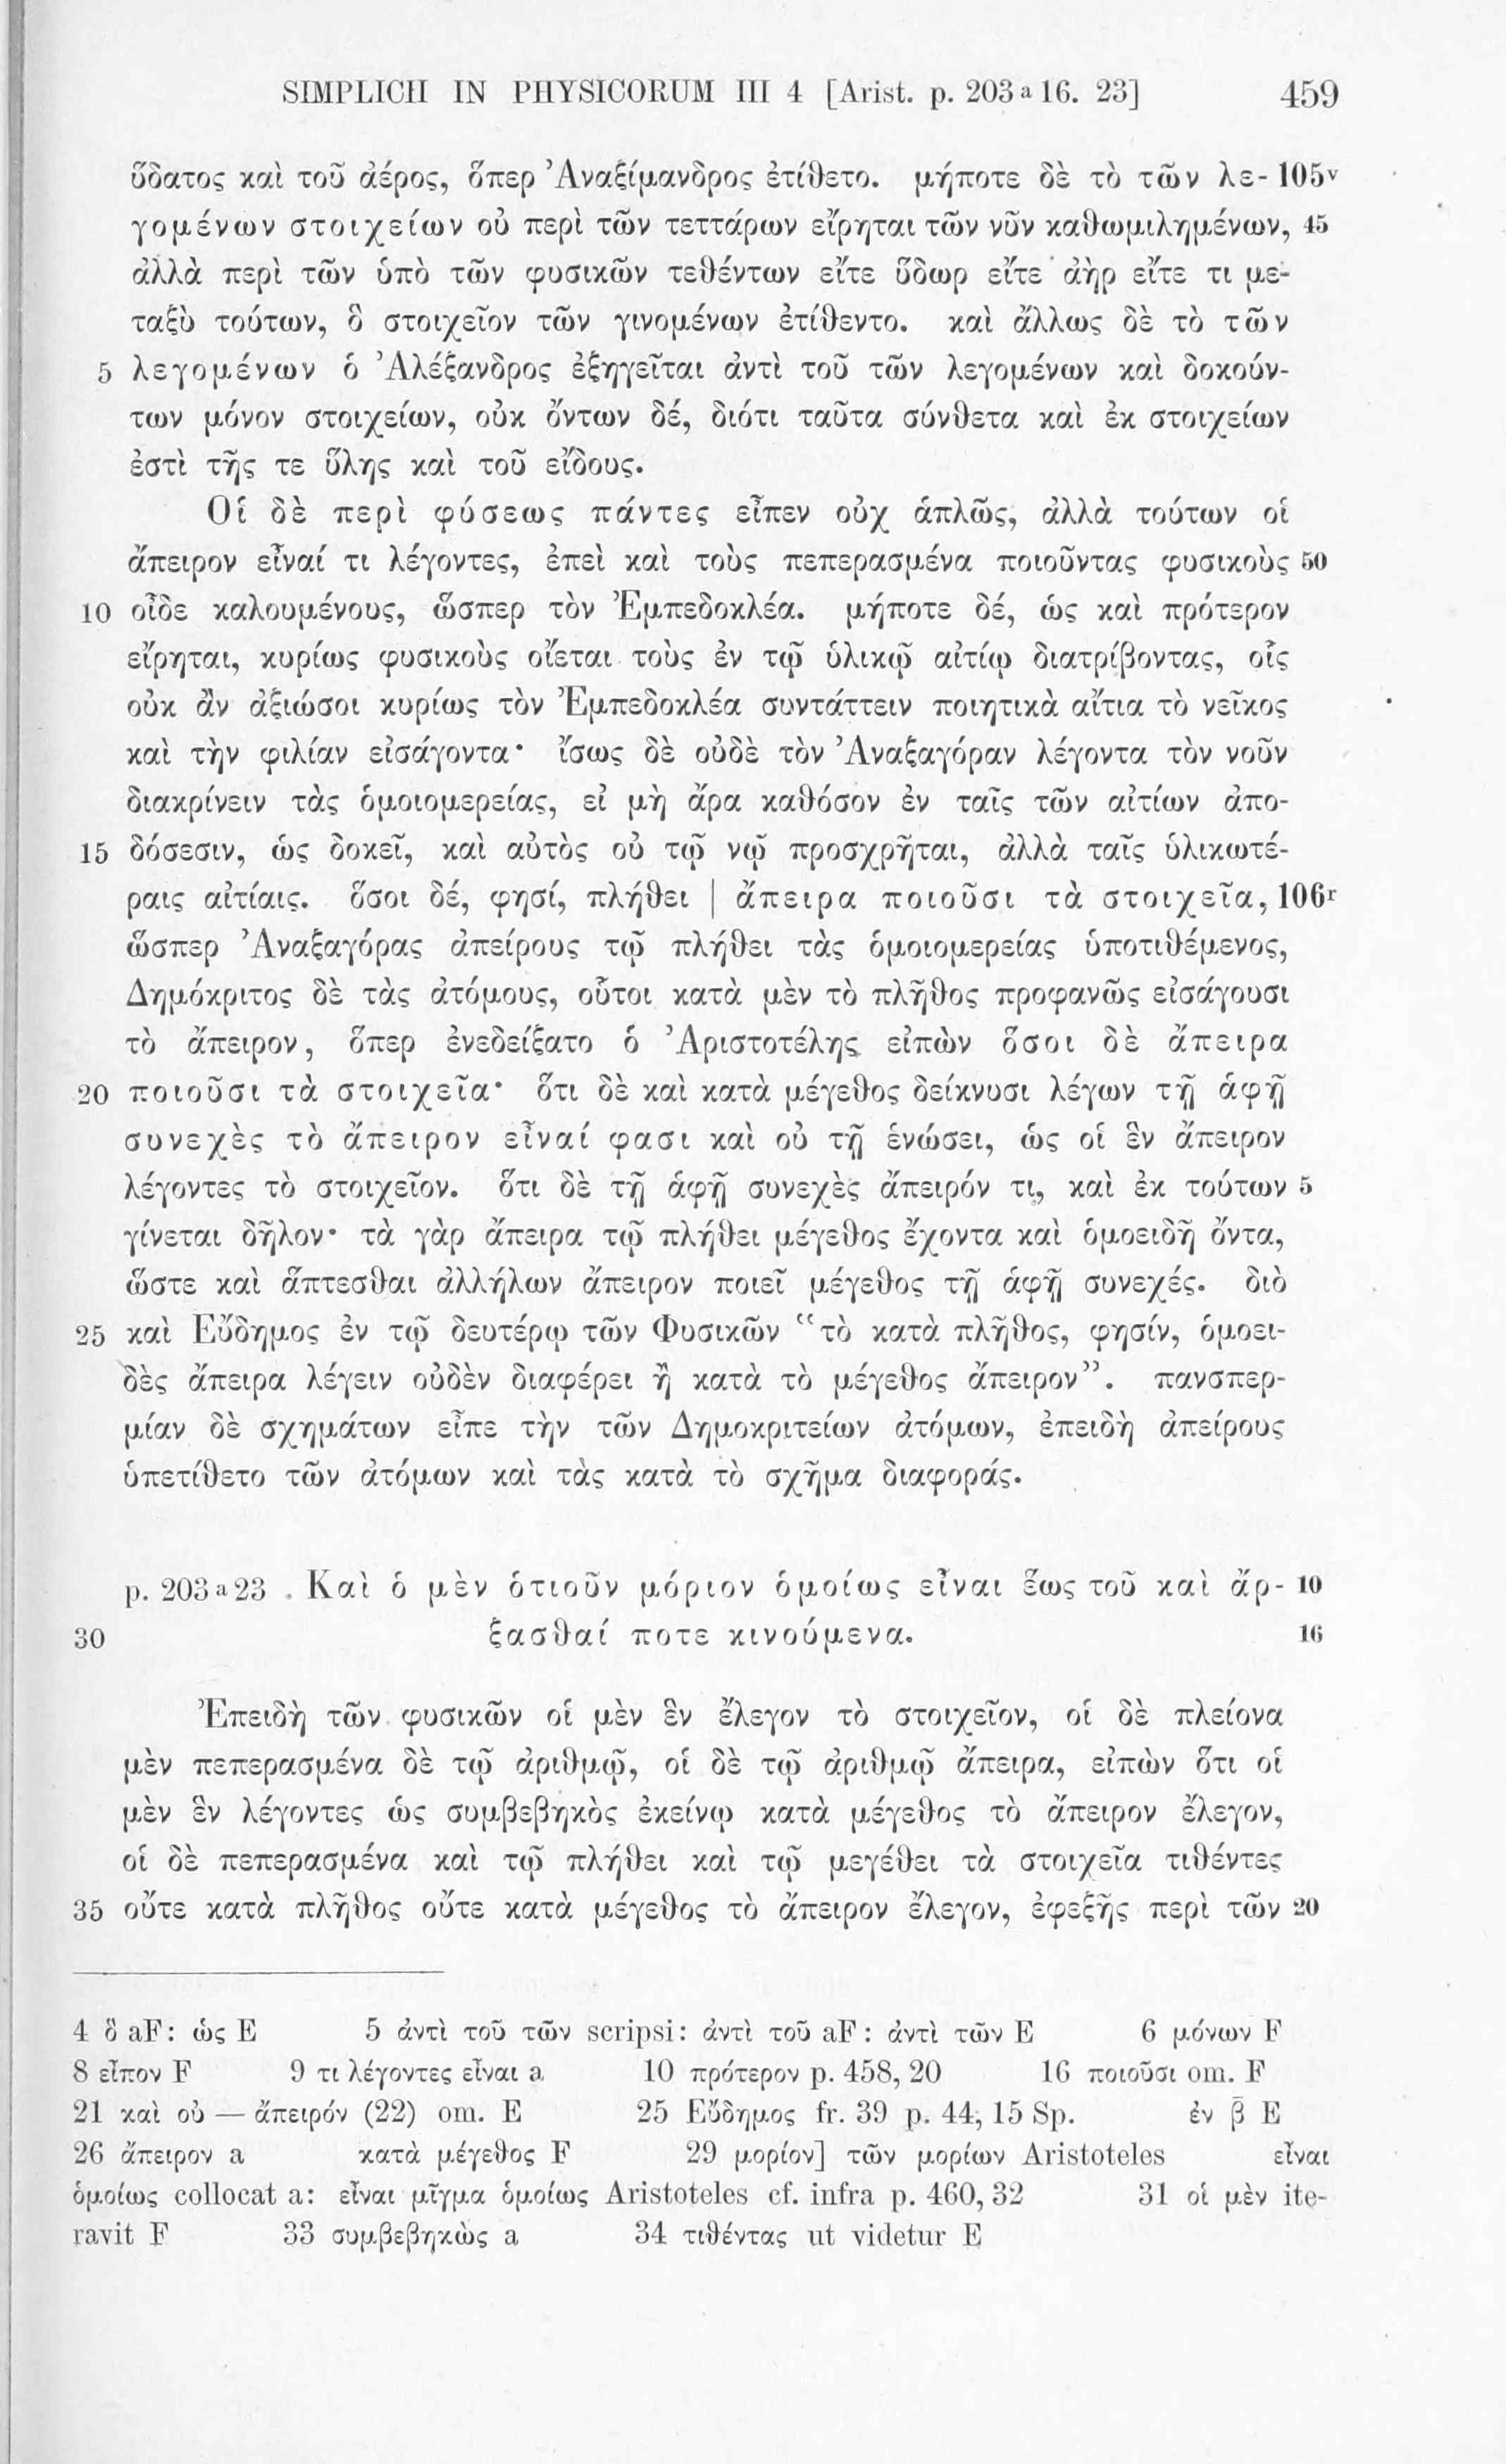 SIMPLICII IN PHYSICORUM III 4 [Arist. p. 203 a 16. 23] 459
ὕδατος καὶ τοῦ ἀέρος, ὅπερ Ἀναξίμανδρος ἐτίθετο. μήποτε δὲ τὸ τῶν λε- 105v
γομένων στοιχείων οὐ περὶ τῶν τεττάρων εἴρηται τῶν νῦν καθωμιλημένων, 45
ἀλλὰ περὶ τῶν ὑπὸ τῶν φυσικῶν τεθέντων εἴτε ὕδωρ εἴτε ἀὴρ εἴτε τι με-
ταξὺ τούτων, ὃ στοιχεῖον τῶν γινομένων ἐτίθεντο. καὶ ἄλλως δὲ τὸ τῶν
5 λεγομένων ὁ Ἀλέξανδρος ἐξηγεῖται ἀντὶ τοῦ τῶν λεγομένων καὶ δοκούν-
των μόνον στοιχείων, οὐκ ὄντων δέ, διότι ταῦτα σύνθετα καὶ ἐκ στοιχείων
ἐστὶ τῆς τε ὕλης καὶ τοῦ εἴδους.
Οἱ δὲ περὶ φύσεως πάντες εἶπεν οὐχ ἁπλῶς, ἀλλὰ τούτων οἱ
ἄπειρον εἶναί τι λέγοντες, ἐπεὶ καὶ τοὺς πεπερασμένα ποιοῦντας φυσικοὺς 50
10 οἶδε καλουμένους, ὥσπερ τὸν Ἐμπεδοκλέα. μήποτε δέ, ὡς καὶ πρότερον
εἴρηται, κυρίως φυσικοὺς οἴεται τοὺς ἐν τῷ ὑλικῷ αἰτίῳ διατρίβοντας, οἷς
οὐκ ἂν ἀξιώσοι κυρίως τὸν Ἐμπεδοκλέα συντάττειν ποιητικὰ αἴτια τὸ νεῖκος
καὶ τὴν φιλίαν εἰσάγοντα· ἴσως δὲ οὐδὲ τὸν Ἀναξαγόραν λέγοντα τὸν νοῦν
διακρίνειν τὰς ὁμοιομερείας, εἰ μὴ ἄρα καθόσον ἐν ταῖς τῶν αἰτίων ἀπο-
15 δόσεσιν, ὡς δοκεῖ, καὶ αὐτὸς οὐ τῷ νῷ προσχρῆται, ἀλλὰ ταῖς ὑλικωτέ-
ραις αἰτίαις. ὅσοι δέ, φησί, πλήθει | ἄπειρα ποιοῦσι τὰ στοιχεῖα, 106r
ὥσπερ Ἀναξαγόρας ἀπείρους τῷ πλήθει τὰς ὁμοιομερείας ὑποτιθέμενος,
Δημόκριτος δὲ τὰς ἀτόμους, οὗτοι κατὰ μὲν τὸ πλῆθος προφανῶς εἰσάγουσι
τὸ ἄπειρον, ὅπερ ἐνεδείξατο ὁ Ἀριστοτέλης εἰπὼν ὅσοι δὲ ἄπειρα
20 ποιοῦσι τὰ στοιχεῖα· ὅτι δὲ καὶ κατὰ μέγεθος δείκνυσι λέγων τῇ ἁφῇ
συνεχὲς τὸ ἄπειρον εἶναί φασι καὶ οὐ τῇ ἑνώσει, ὡς οἱ ἓν ἄπειρον
λέγοντες τὸ στοιχεῖον. ὅτι δὲ τῇ ἁφῇ συνεχὲς ἄπειρόν τι, καὶ ἐκ τούτων 5
γίνεται δῆλον· τὰ γὰρ ἄπειρα τῷ πλήθει μέγεθος ἔχοντα καὶ ὁμοειδῆ ὄντα,
ὥστε καὶ ἅπτεσθαι ἀλλήλων ἄπειρον ποιεῖ μέγεθος τῇ ἁφῇ συνεχές. διὸ
25 καὶ Εὔδημος ἐν τῷ δευτέρῳ τῶν Φυσικῶν “τὸ κατὰ πλῆθος, φησίν, ὁμοει-
δὲς ἄπειρα λέγειν οὐδὲν διαφέρει ἢ κατὰ τὸ μέγεθος ἄπειρον”. πανσπερ-
μίαν δὲ σχημάτων εἶπε τὴν τῶν Δημοκριτείων ἀτόμων, ἐπειδὴ ἀπείρους
ὑπετίθετο τῶν ἀτόμων καὶ τὰς κατὰ τὸ σχῆμα διαφοράς.
p. 203 a 23 Καὶ ὁ μὲν ὁτιοῦν μόριον ὁμοίως εἶναι ἕως τοῦ καὶ ἄρ- 10
30 ξασθαί ποτε κινούμενα. 16
Ἐπειδὴ τῶν φυσικῶν οἱ μὲν ἓν ἔλεγον τὸ στοιχεῖον, οἱ δὲ πλείονα
μὲν πεπερασμένα δὲ τῷ ἀριθμῷ, οἱ δὲ τῷ ἀριθμῷ ἄπειρα, εἰπὼν ὅτι οἱ
μὲν ἓν λέγοντες ὡς συμβεβηκὸς ἐκείνῳ κατὰ μέγεθος τὸ ἄπειρον ἔλεγον,
οἱ δὲ πεπερασμένα καὶ τῷ πλήθει καὶ τῷ μεγέθει τὰ στοιχεῖα τιθέντες
35 οὔτε κατὰ πλῆθος οὔτε κατὰ μέγεθος τὸ ἄπειρον ἔλεγον, ἐφεξῆς περὶ τῶν 20
4 ὃ aF: ὡς E 5 ἀντὶ τοῦ τῶν scripsi: ἀντὶ τοῦ aF: ἀντὶ τῶν E 6 μόνων F
8 εἶπον F 9 τι λέγοντες εἶναι a 10 πρότερον p. 458, 20 16 ποιοῦσι om. F
21 καὶ οὐ — ἄπειρόν (22) om. E 25 Εὔδημος fr. 39 p. 44, 15 Sp. ἐν β̄ E
26 ἄπειρον a κατὰ μέγεθος F 29 μορίον] τῶν μορίων Aristoteles εἶναι
ὁμοίως collocat a: εἶναι μῖγμα ὁμοίως Aristoteles cf. infra p. 460, 32 31 οἱ μὲν ite-
ravit F 33 συμβεβηκὼς a 34 τιθέντας ut videtur E